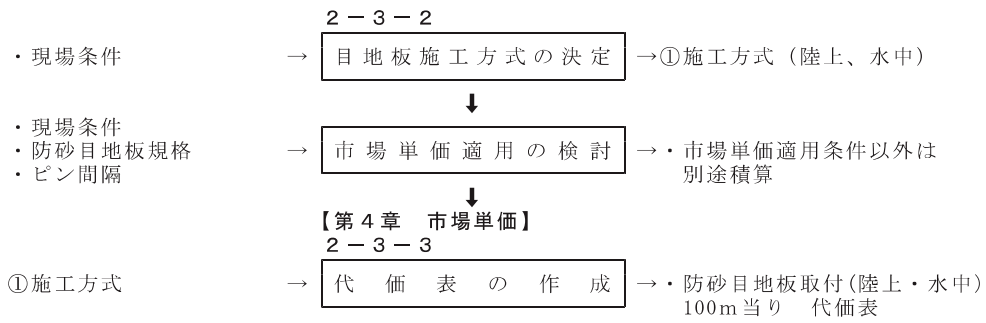 2－3－2
・現場条件 → 目地板施工方式の決定 →①施工方式（陸上、水中）
⬇
・現場条件
・防砂目地板規格 → 市場単価適用の検討 →・市場単価適用条件以外は
・ピン間隔 別途積算
⬇
【第4章 市場単価】
2－3－3
①施工方式 → 代価表の作成 →・防砂目地板取付(陸上・水中)
100m当り 代価表